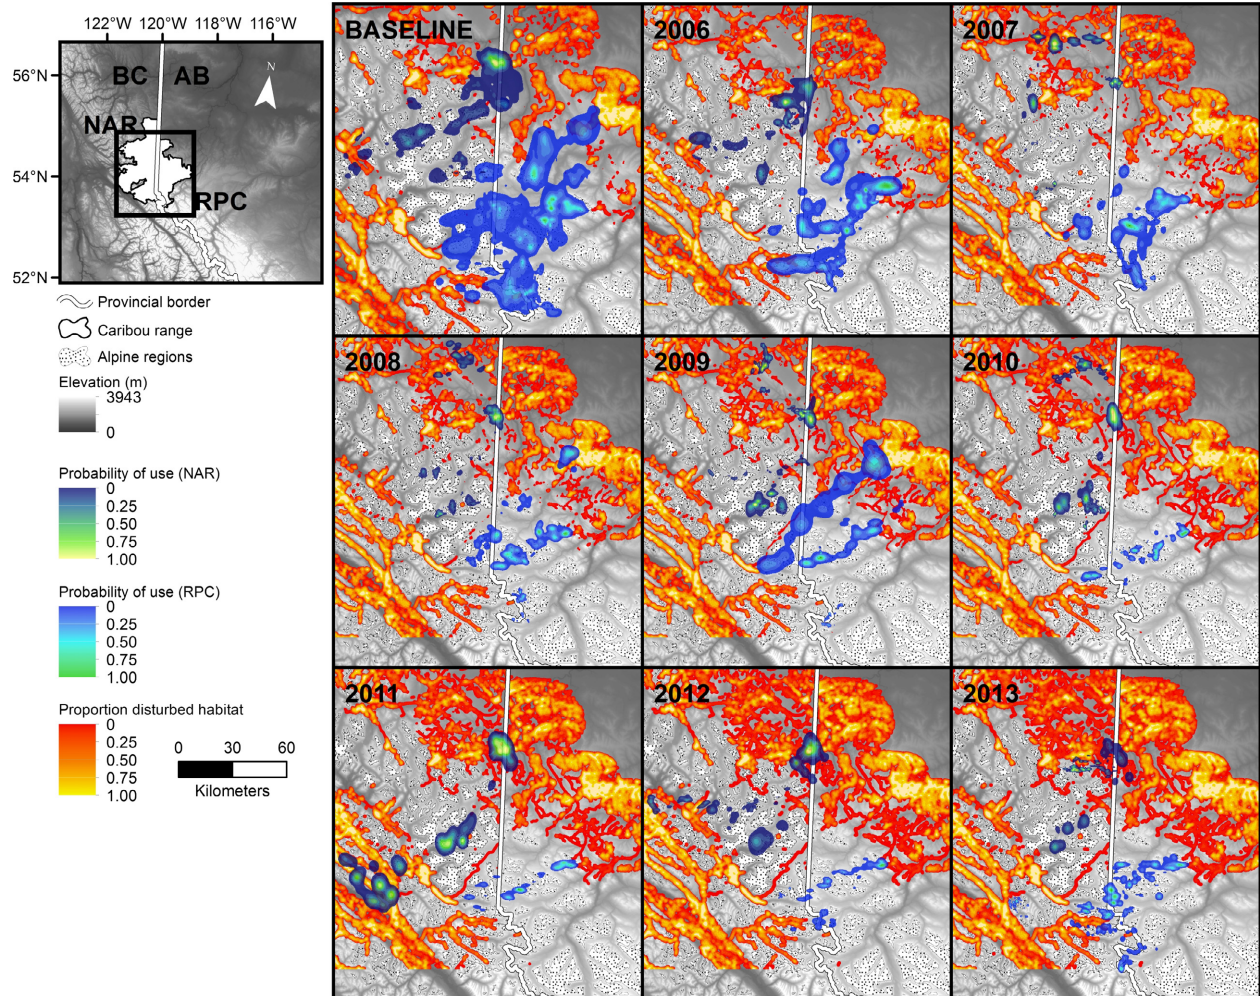 122°W 120°W 118°W 116°W
56°N
54°N
52°N
BC AB
N
NAR
RPC
Provincial border
Caribou range
Alpine regions
Elevation (m)
3943
0
Probability of use (NAR)
0
0.25
0.50
0.75
1.00
Probability of use (RPC)
0
0.25
0.50
0.75
1.00
Proportion disturbed habitat
0
0.25
0.50
0.75
1.00
0 30 60
Kilometers
BASELINE
2006
2007
2008
2009
2010
2011
2012
2013